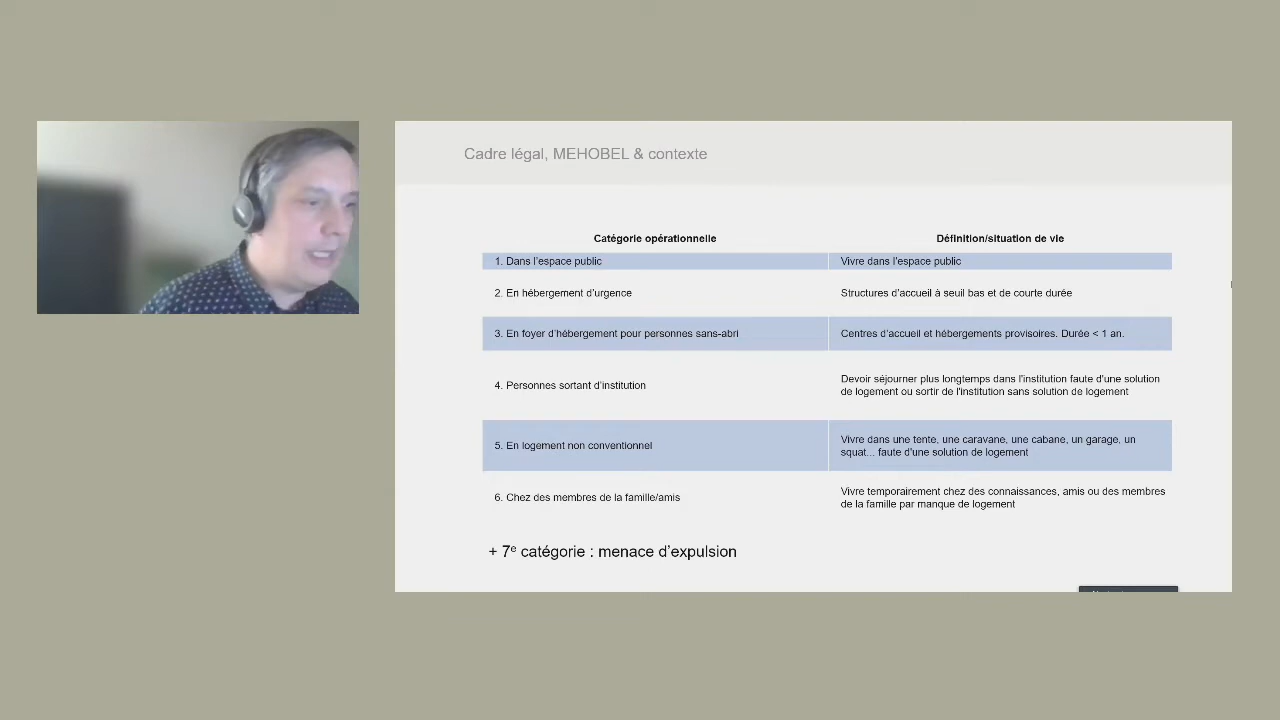 Cadre légal, MEHOBEL & contexte
Catégorie opérationnelle
Définition/situation de vie
1. Dans l'espace public
Vivre dans l'espace public
2. En hébergement d'urgence
Structures d'accueil à seuil bas et de courte durée
3. En foyer d'hébergement pour personnes sans-abri
Centres d'accueil et hébergements provisoires. Durée < 1 an.
4. Personnes sortant d'institution
Devoir séjourner plus longtemps dans l'institution faute d'une solution
de logement ou sortir de l'institution sans solution de logement
5. En logement non conventionnel
Vivre dans une tente, une caravane, une cabane, un garage, un
squat... faute d'une solution de logement
6. Chez des membres de la famille/amis
Vivre temporairement chez des connaissances, amis ou des membres
de la famille par manque de logement
+ 7e catégorie : menace d'expulsion